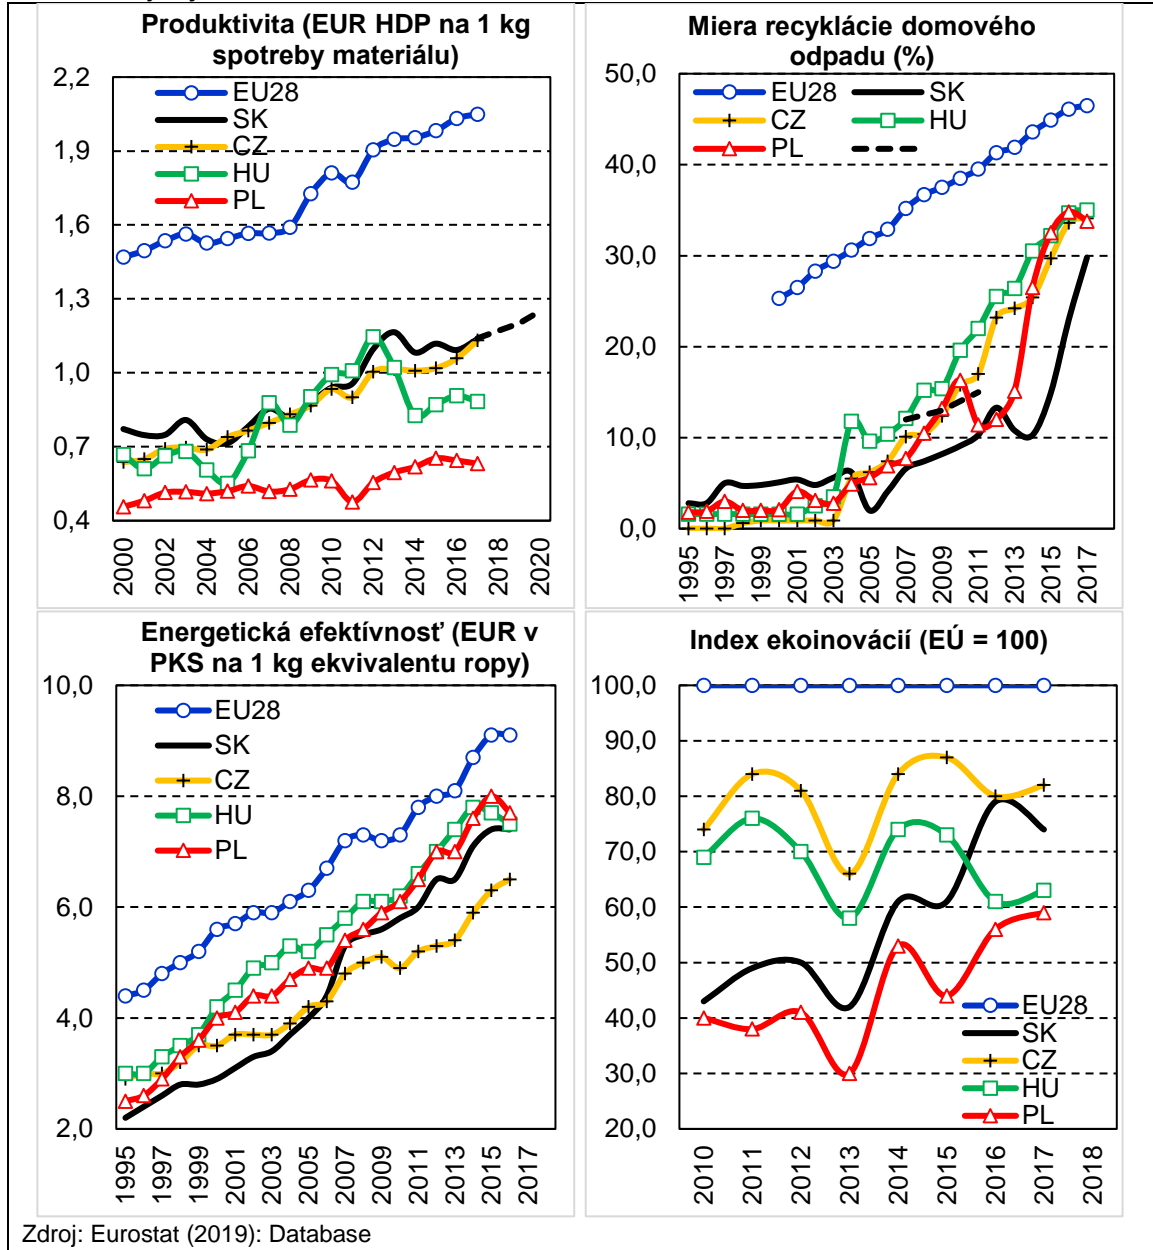 Produktivita (EUR HDP na 1 kg
spotreby materiálu)
2,2
1,9
1,6
1,3
1,0
0,7
0,4
EU28
SK
CZ
HU
PL
2000
2002
2004
2006
2008
2010
2012
2014
2016
2018
2020
Miera recyklácie domového
odpadu (%)
50,0
40,0
30,0
20,0
10,0
0,0
EU28
SK
CZ
HU
PL
1995
1997
1999
2001
2003
2005
2007
2009
2011
2013
2015
2017
Energetická efektívnosť (EUR v
PKS na 1 kg ekvivalentu ropy)
10,0
8,0
6,0
4,0
2,0
EU28
SK
CZ
HU
PL
1995
1997
1999
2001
2003
2005
2007
2009
2011
2013
2015
2017
Index ekoinovácií (EÚ = 100)
100,0
90,0
80,0
70,0
60,0
50,0
40,0
30,0
20,0
EU28
SK
CZ
HU
PL
2010
2011
2012
2013
2014
2015
2016
2017
2018
Zdroj: Eurostat (2019): Database